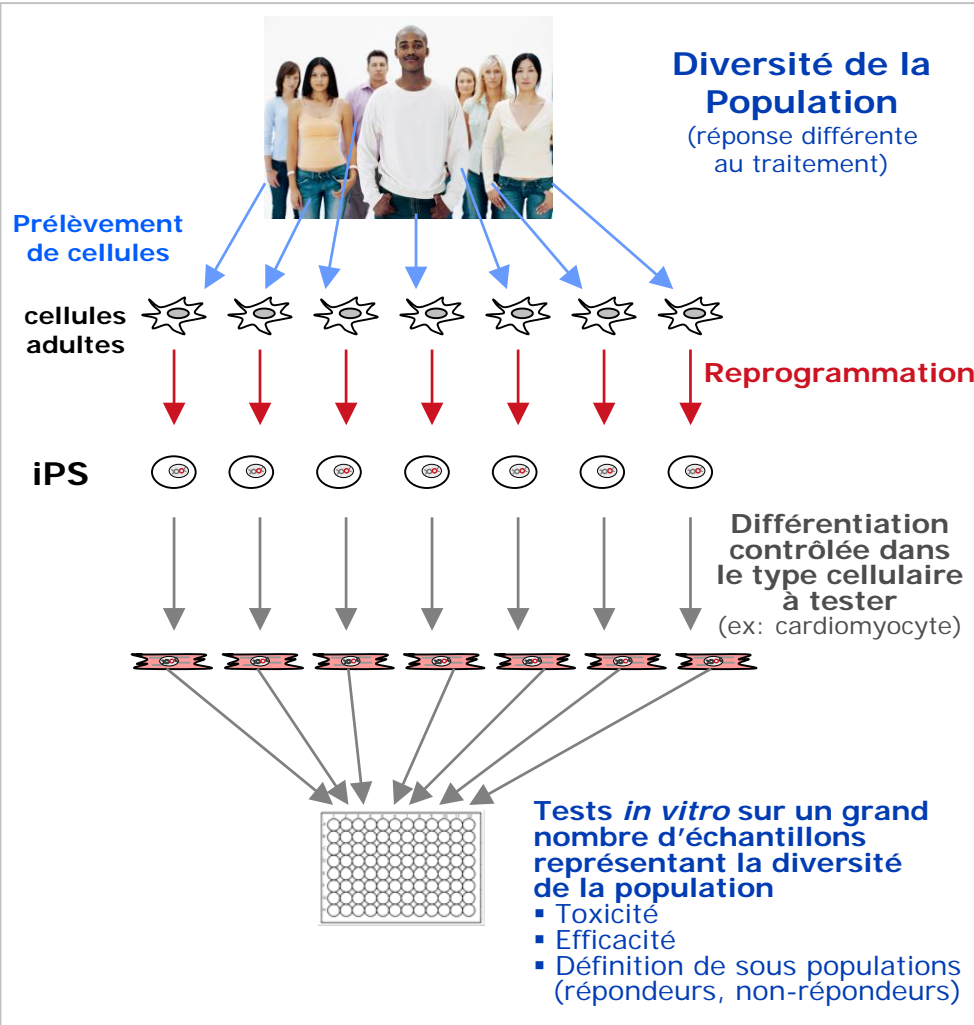 Diversité de la
Population
(réponse différente
au traitement)
Prélèvement
de cellules
cellules
adultes
Reprogrammation
iPS
Différentiation
contrôlée dans
le type cellulaire
à tester
(ex: cardiomyocyte)
Tests in vitro sur un grand
nombre d'échantillons
représentant la diversité
de la population
▪ Toxicité
▪ Efficacité
▪ Définition de sous populations
(répondeurs, non-répondeurs)